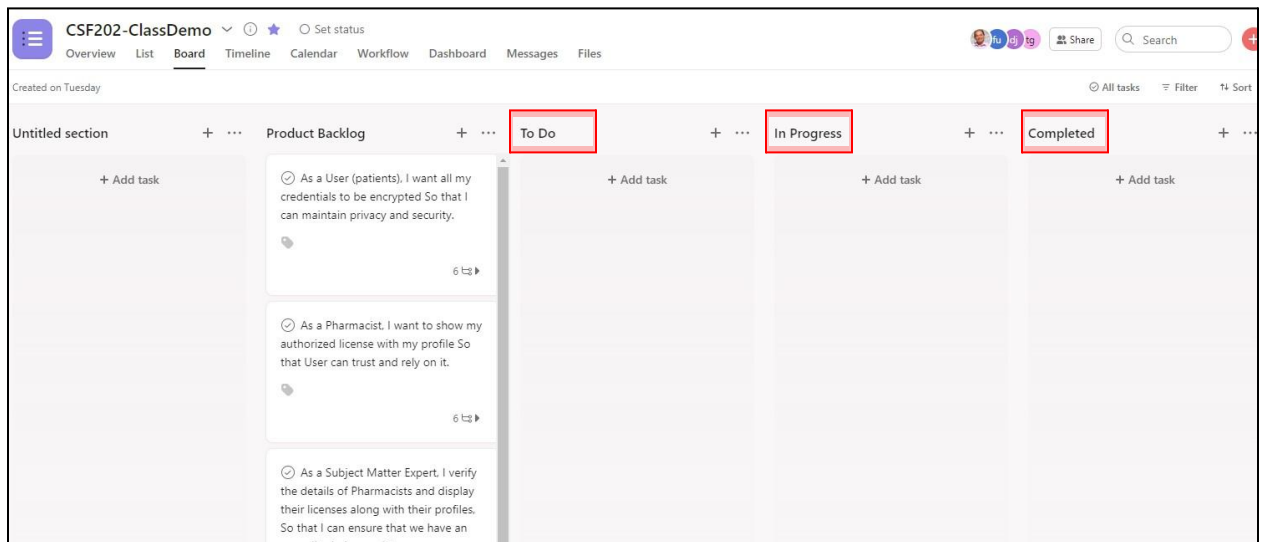 CSF202-ClassDemo
Set status
Overview List Board Timeline Calendar Workflow Dashboard Messages Files
fu dj tg
Share
Search
Created on Tuesday
All tasks Filter Sort
Untitled section
+ Add task
Product Backlog
As a User (patients), I want all my
credentials to be encrypted So that I
can maintain privacy and security.
6
As a Pharmacist, I want to show my
authorized license with my profile So
that User can trust and rely on it.
6
As a Subject Matter Expert, I verify
the details of Pharmacists and display
their licenses along with their profiles,
So that I can ensure that we have an
To Do
+ Add task
In Progress
+ Add task
Completed
+ Add task